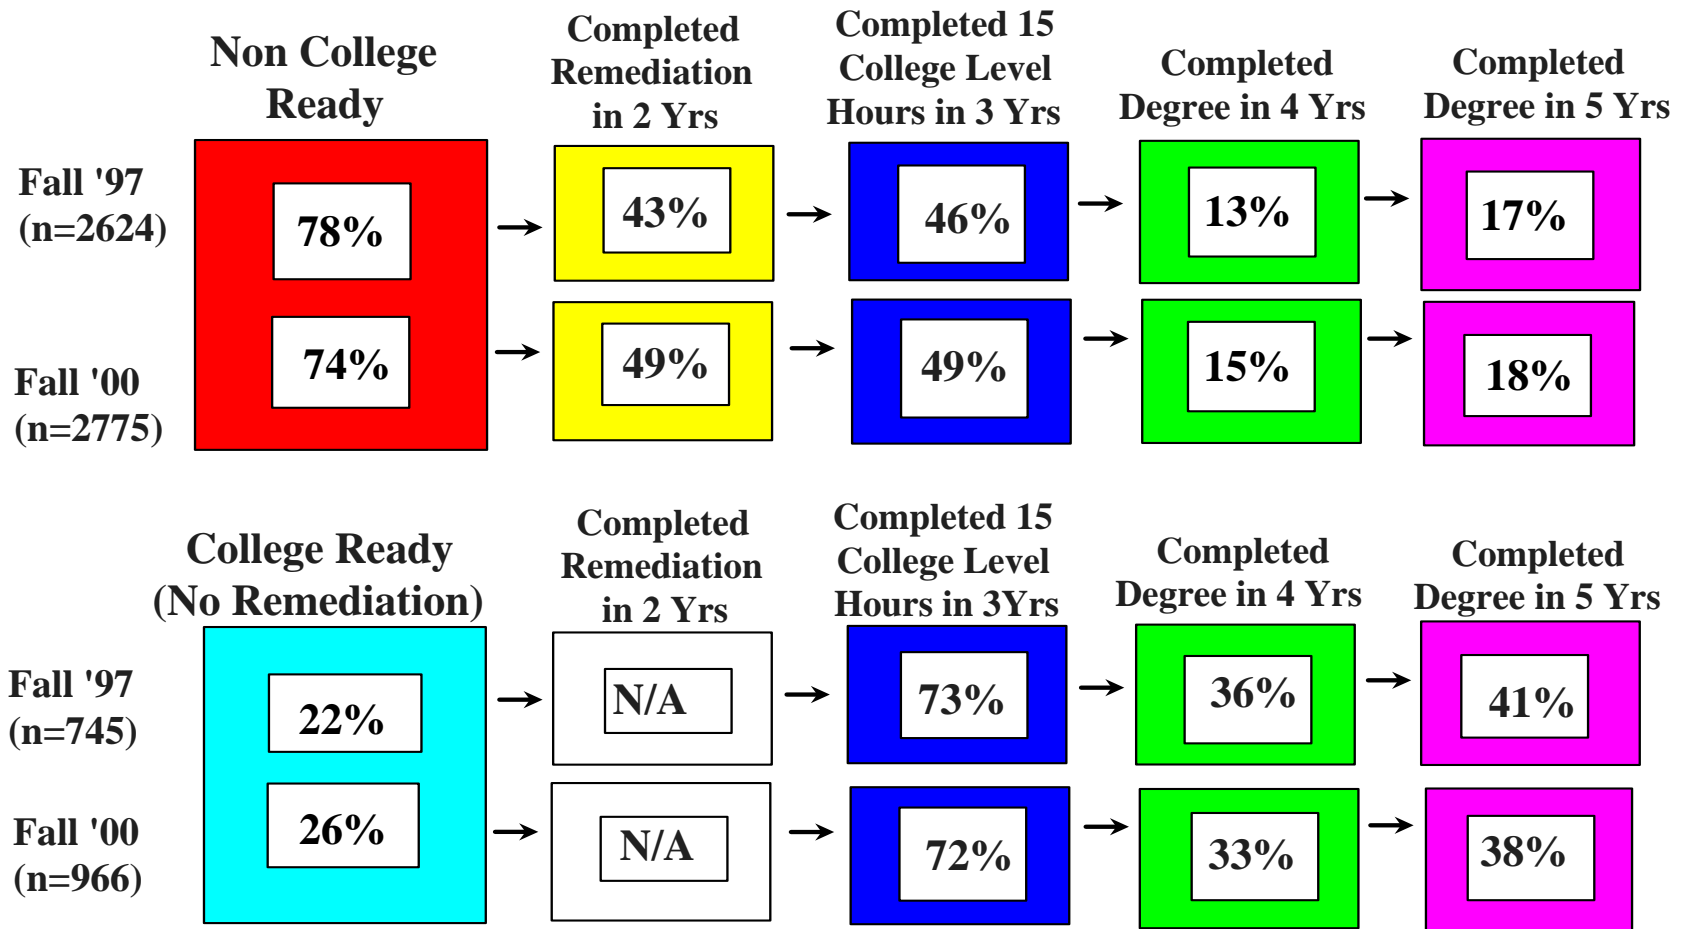 Non College
Ready
Completed
Remediation
in 2 Yrs
Completed 15
College Level
Hours in 3 Yrs
Completed
Degree in 4 Yrs
Completed
Degree in 5 Yrs
Fall '97
(n=2624)
78%
43%
46%
13%
17%
Fall '00
(n=2775)
74%
49%
49%
15%
18%
College Ready
(No Remediation)
Completed
Remediation
in 2 Yrs
Completed 15
College Level
Hours in 3Yrs
Completed
Degree in 4 Yrs
Completed
Degree in 5 Yrs
Fall '97
(n=745)
22%
N/A
73%
36%
41%
Fall '00
(n=966)
26%
N/A
72%
33%
38%